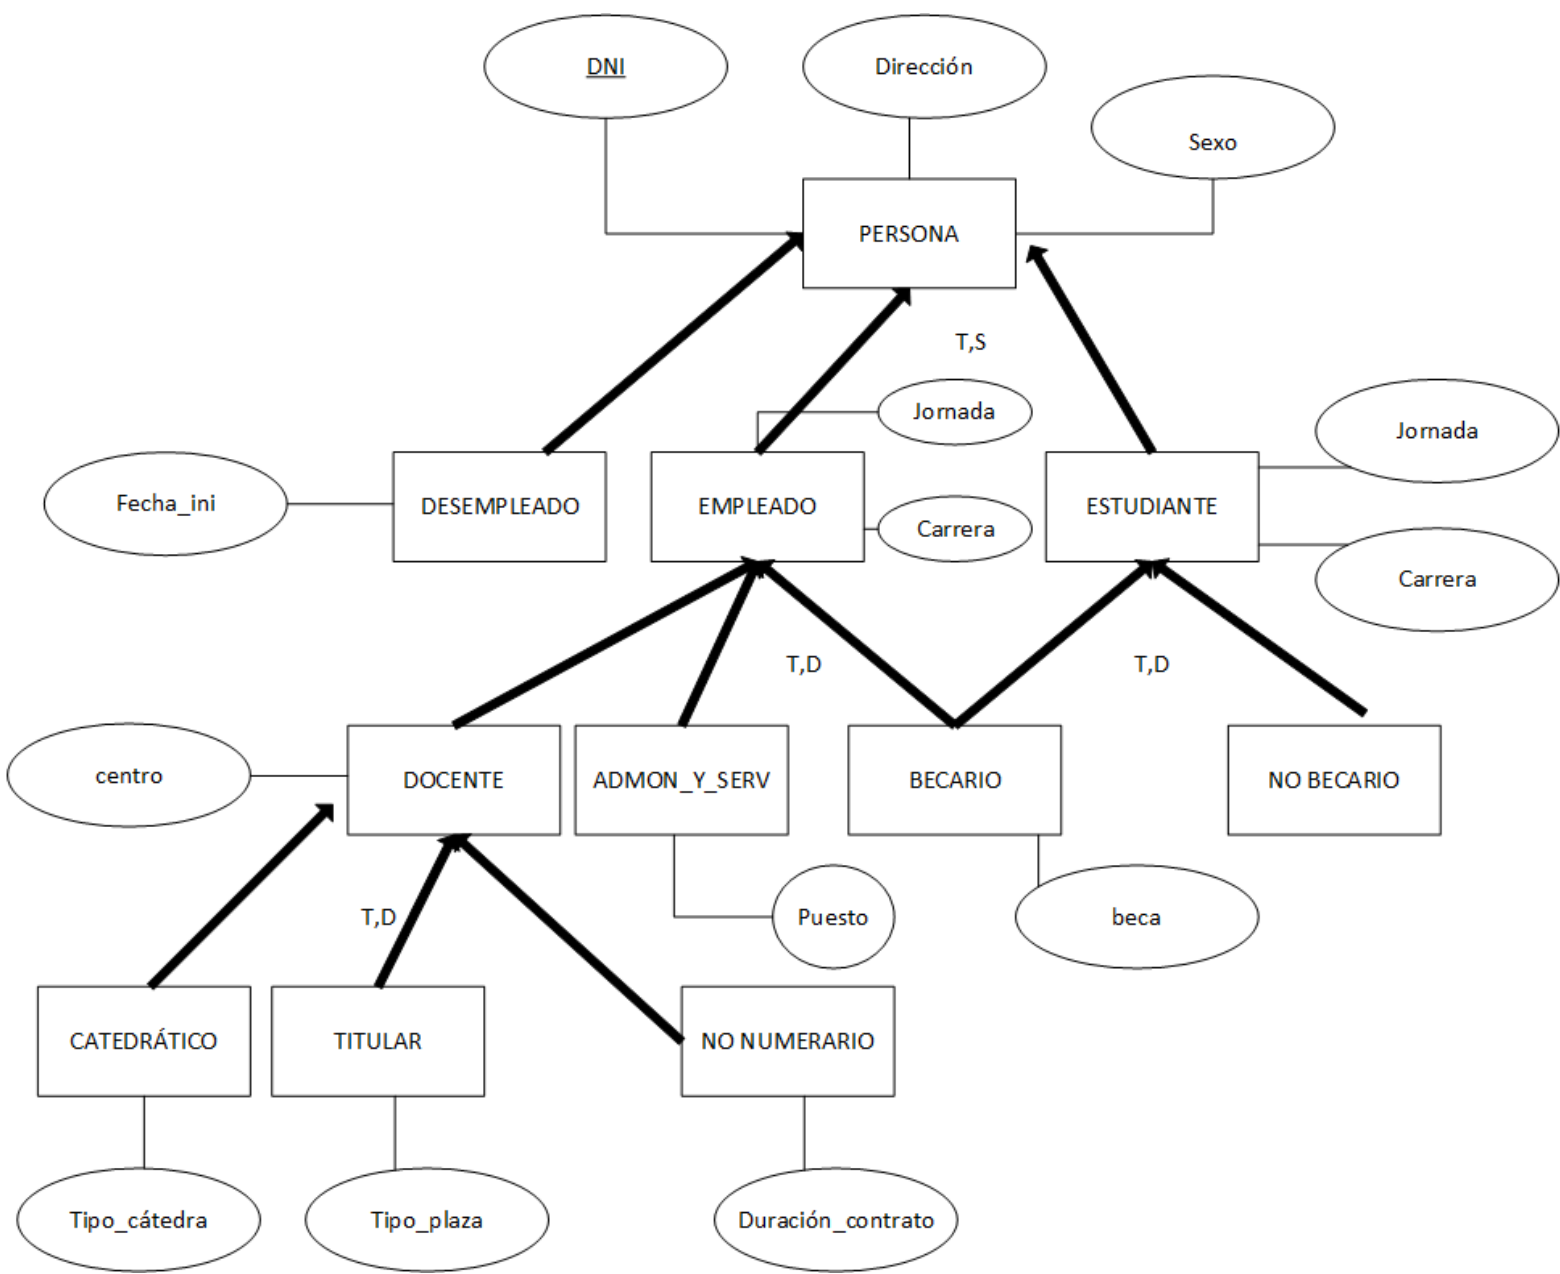 DNI
Dirección
Sexo
PERSONA
T,S
Jornada
Jornada
Fecha_ini
DESEMPLEADO
EMPLEADO
ESTUDIANTE
Carrera
Carrera
T,D
T,D
centro
DOCENTE
ADMON_Y_SERV
BECARIO
NO BECARIO
T,D
Puesto
beca
CATEDRÁTICO
TITULAR
NO NUMERARIO
Tipo_cátedra
Tipo_plaza
Duración_contrato